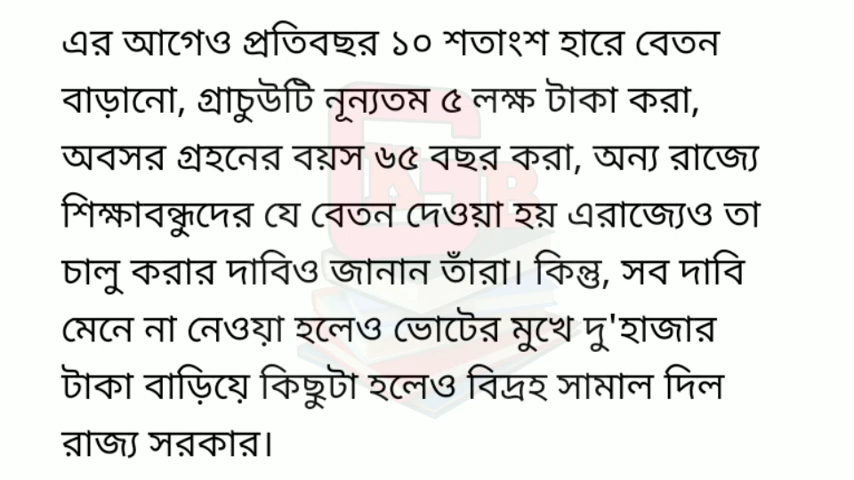 এর আগেও প্রতিবছর ১০ শতাংশ হারে বেতন
বাড়ানো, গ্রাচুউটি নূন্যতম ৫ লক্ষ টাকা করা,
অবসর গ্রহনের বয়স ৬৫ বছর করা, অন্য রাজ্যে
শিক্ষাবন্ধুদের যে বেতন দেওয়া হয় এরাজ্যেও তা
চালু করার দাবিও জানান তাঁরা। কিন্তু, সব দাবি
মেনে না নেওয়া হলেও ভোটের মুখে দু'হাজার
টাকা বাড়িয়ে কিছুটা হলেও বিদ্রহ সামাল দিল
রাজ্য সরকার।